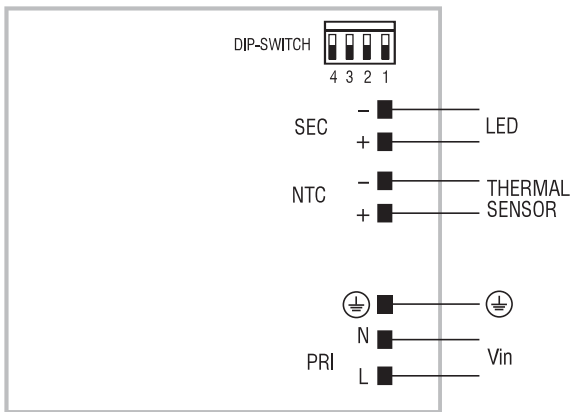 DIP-SWITCH
4 3 2 1
SEC
−
+
LED
NTC
−
+
THERMAL
SENSOR
PRI
N
L
Vin